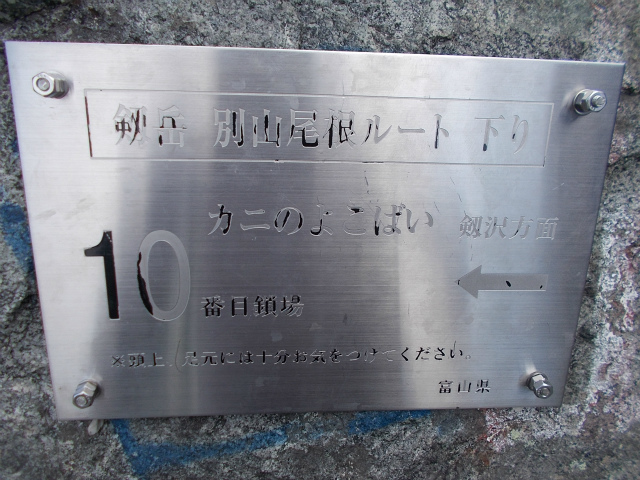 剱岳 別山尾根ルート 下り
カニのよこばい 剱沢方面
10番目鎖場 ←
※頭上、足元には十分お気をつけてください。
富山県